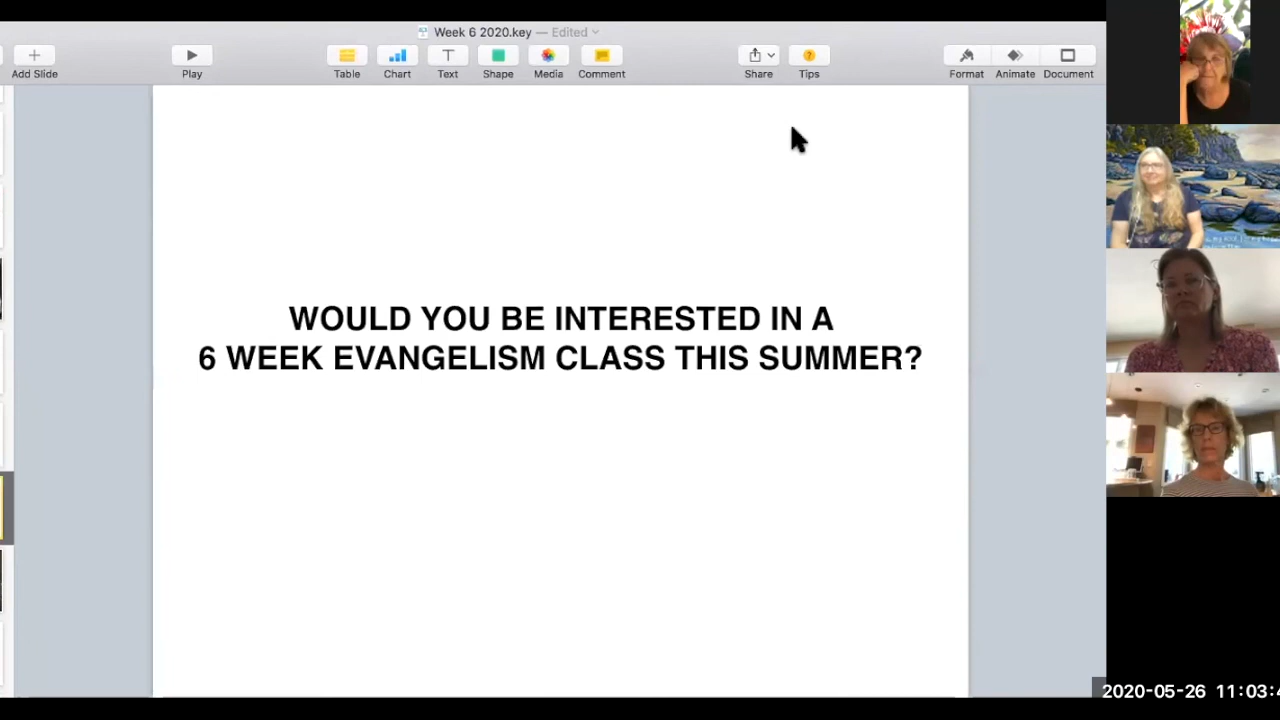 Week 6 2020.key — Edited
Add Slide
Play
Table
Chart
Text
Shape
Media
Comment
Share
Tips
Format
Animate
Document
WOULD YOU BE INTERESTED IN A
6 WEEK EVANGELISM CLASS THIS SUMMER?
2020-05-26 11:03:4